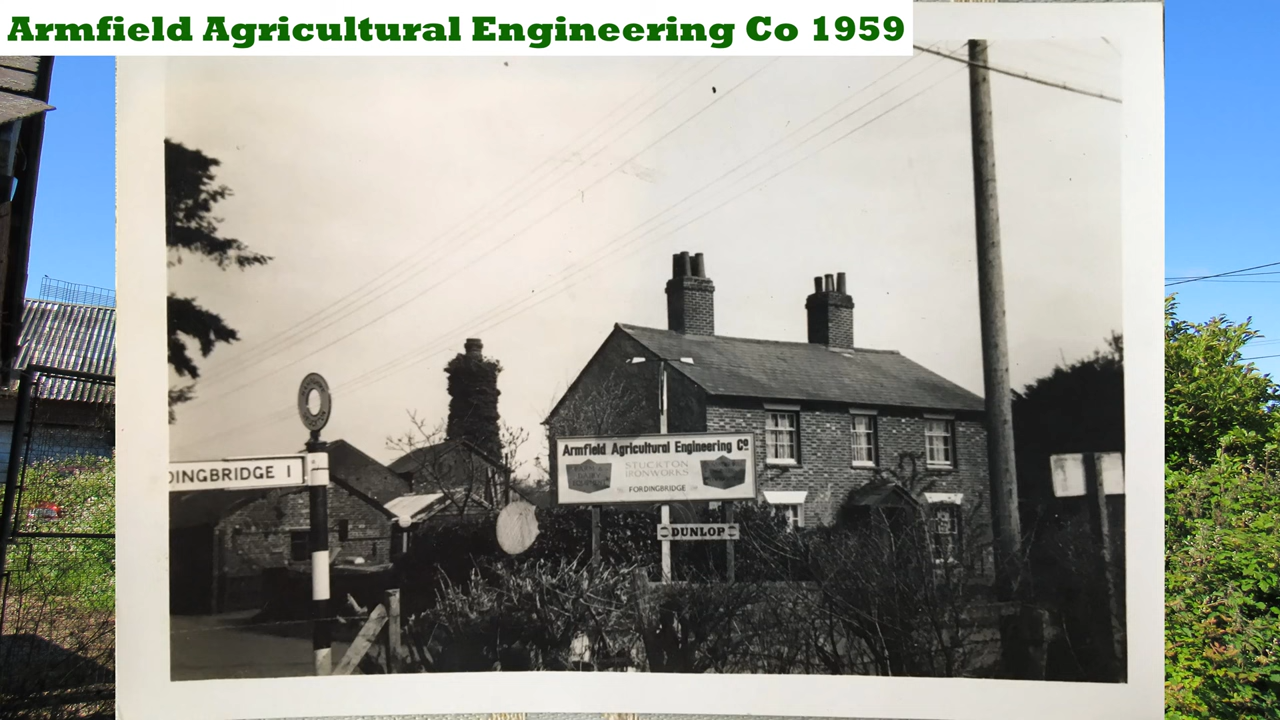 Armfield Agricultural Engineering Co 1959
DINGBRIDGE 1
Armfield Agricultural Engineering Co
STUCKTON
IRONWORKS
FORDINGBRIDGE
DUNLOP